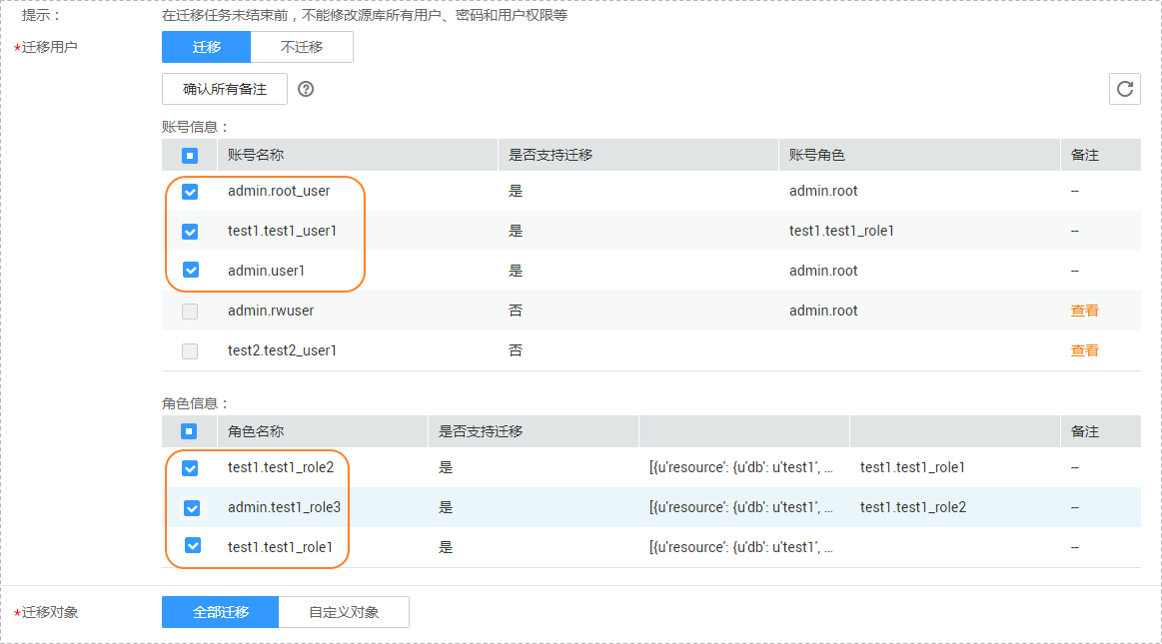 提示： 在迁移任务未结束前，不能修改源库所有用户、密码和用户权限等
*迁移用户 迁移 不迁移
确认所有备注 ?
账号信息：
账号名称 是否支持迁移 账号角色 备注
admin.root_user 是 admin.root --
test1.test1_user1 是 test1.test1_role1 --
admin.user1 是 admin.root --
admin.rwuser 否 admin.root 查看
test2.test2_user1 否 查看
角色信息：
角色名称 是否支持迁移 备注
test1.test1_role2 是 [{u'resource': {u'db': u'test1', ... test1.test1_role1 --
admin.test1_role3 是 [{u'resource': {u'db': u'test1', ... test1.test1_role2 --
test1.test1_role1 是 [{u'resource': {u'db': u'test1', ... --
*迁移对象 全部迁移 自定义对象